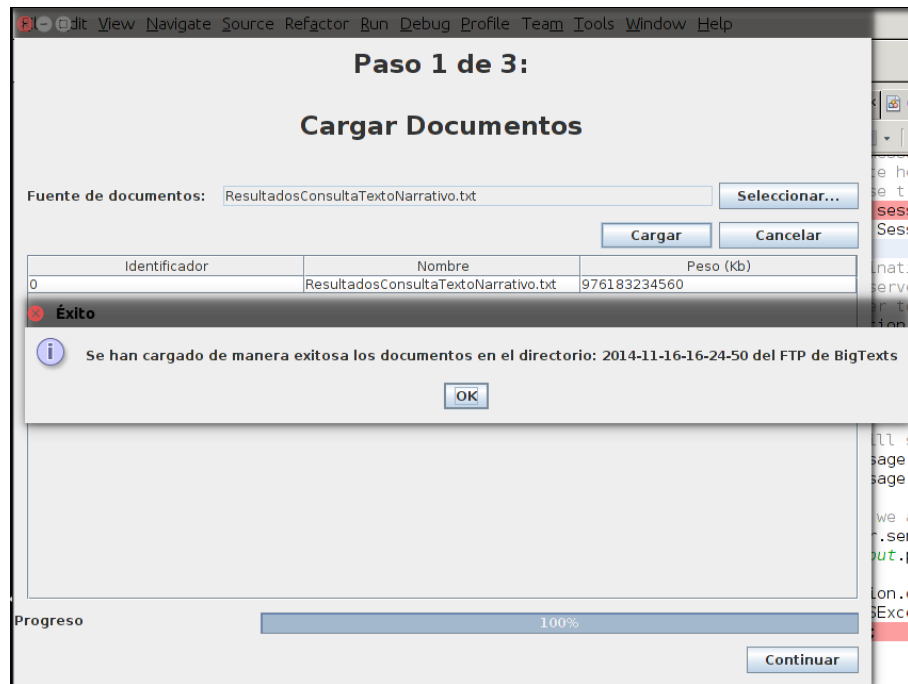 Edit View Navigate Source Refactor Run Debug Profile Team Tools Window Help
Paso 1 de 3:
Cargar Documentos
Fuente de documentos: ResultadosConsultaTextoNarrativo.txt Seleccionar...
Cargar Cancelar
Identificador Nombre Peso (Kb)
0 ResultadosConsultaTextoNarrativo.txt 976183234560
Éxito
Se han cargado de manera exitosa los documentos en el directorio: 2014-11-16-16-24-50 del FTP de BigTexts
OK
Progreso 100%
Continuar